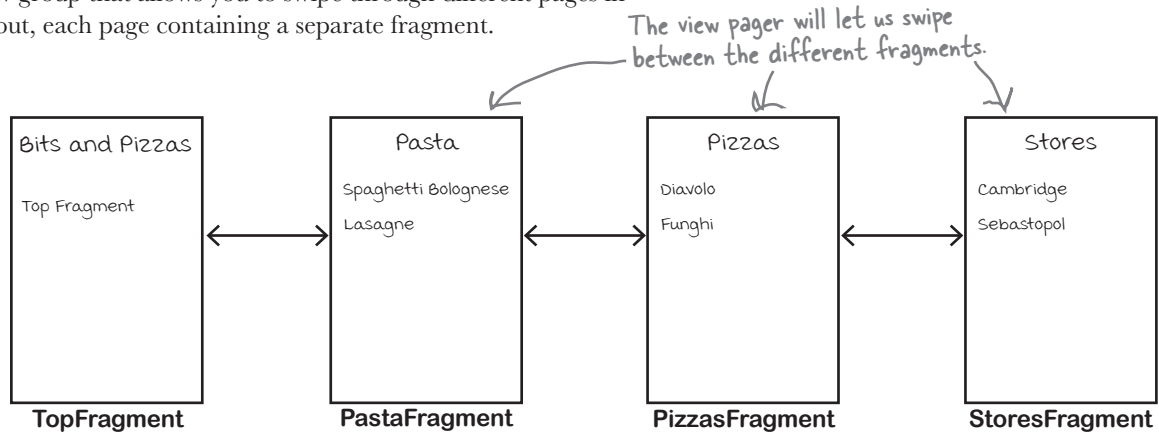 out, each page containing a separate fragment.
The view pager will let us swipe
between the different fragments.
Bits and Pizzas
Top Fragment
TopFragment
Pasta
Spaghetti Bolognese
Lasagne
PastaFragment
Pizzas
Diavolo
Funghi
PizzasFragment
Stores
Cambridge
Sebastopol
StoresFragment